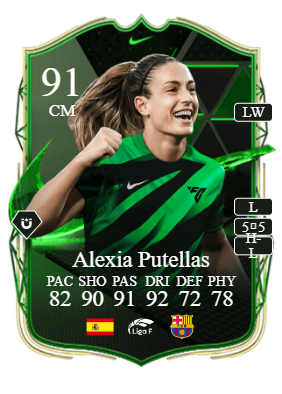 91
CM
LW
L
5¤5
H-
L
Alexia Putellas
PAC SHO PAS DRI DEF PHY
82 90 91 92 72 78
Liga F